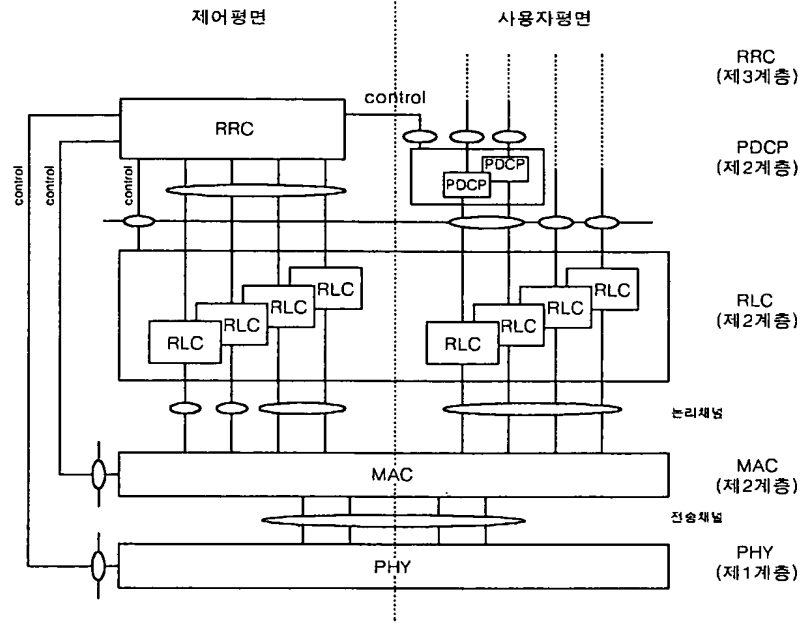 제어평면
사용자평면
RRC
(제3계층)
control
RRC
PDCP
(제2계층)
PDCP
PDCP
control
control
control
RLC
RLC
RLC
RLC
RLC
RLC
RLC
RLC
RLC
(제2계층)
논리채널
MAC
MAC
(제2계층)
전송채널
PHY
PHY
(제1계층)